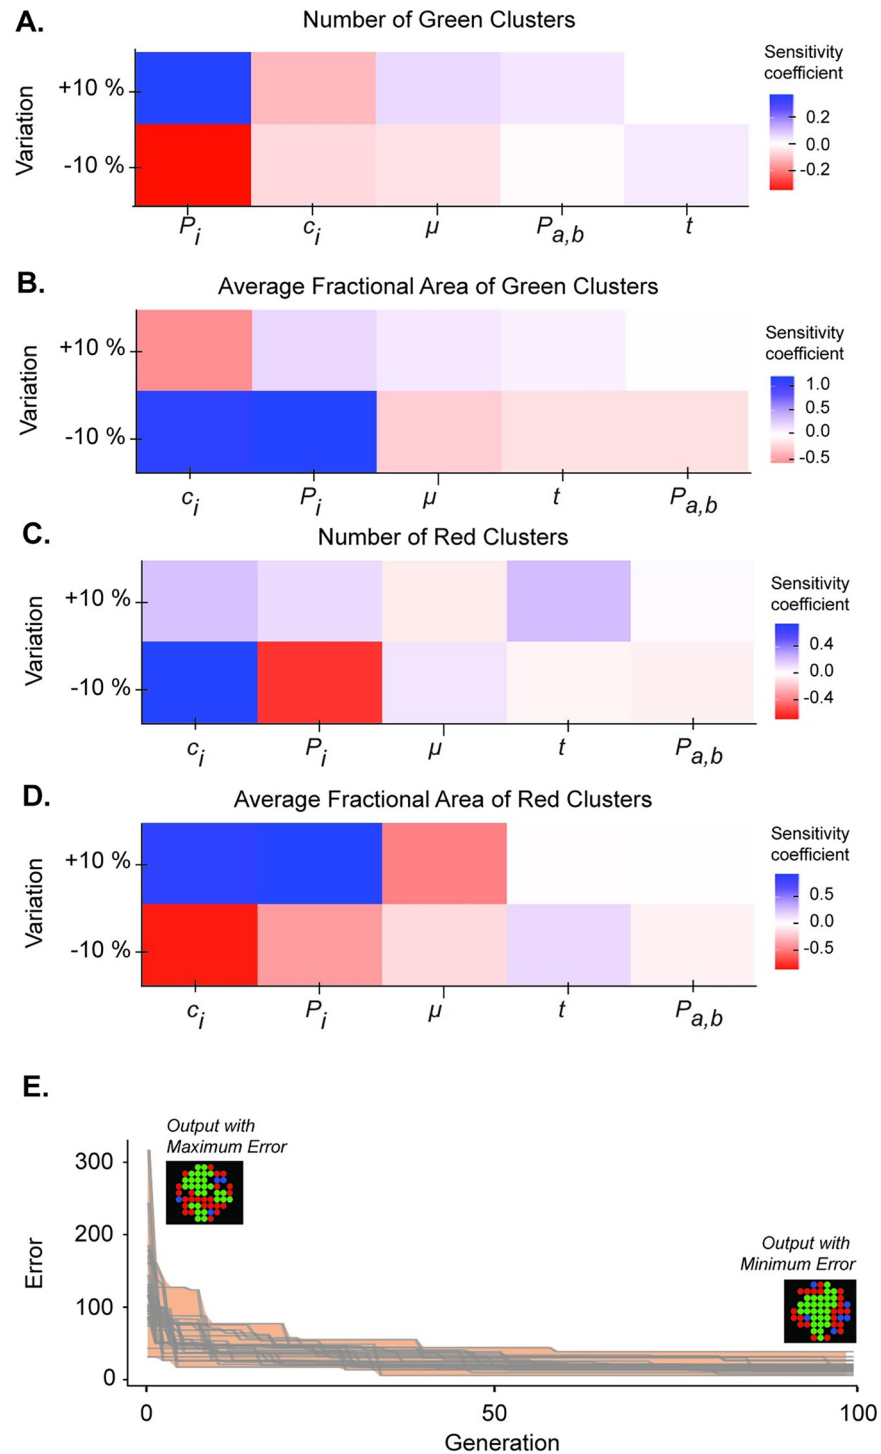 A.
Number of Green Clusters
Variation
+10 %
-10 %
P_i
c_i
μ
P_a,b
t
Sensitivity
coefficient
0.2
0.0
-0.2
B.
Average Fractional Area of Green Clusters
Variation
+10 %
-10 %
c_i
P_i
μ
t
P_a,b
Sensitivity
coefficient
1.0
0.5
0.0
-0.5
C.
Number of Red Clusters
Variation
+10 %
-10 %
c_i
P_i
μ
t
P_a,b
Sensitivity
coefficient
0.4
0.0
-0.4
D.
Average Fractional Area of Red Clusters
Variation
+10 %
-10 %
c_i
P_i
μ
t
P_a,b
Sensitivity
coefficient
0.5
0.0
-0.5
E.
Output with
Maximum Error
Output with
Minimum Error
Error
300
200
100
0
0
50
100
Generation